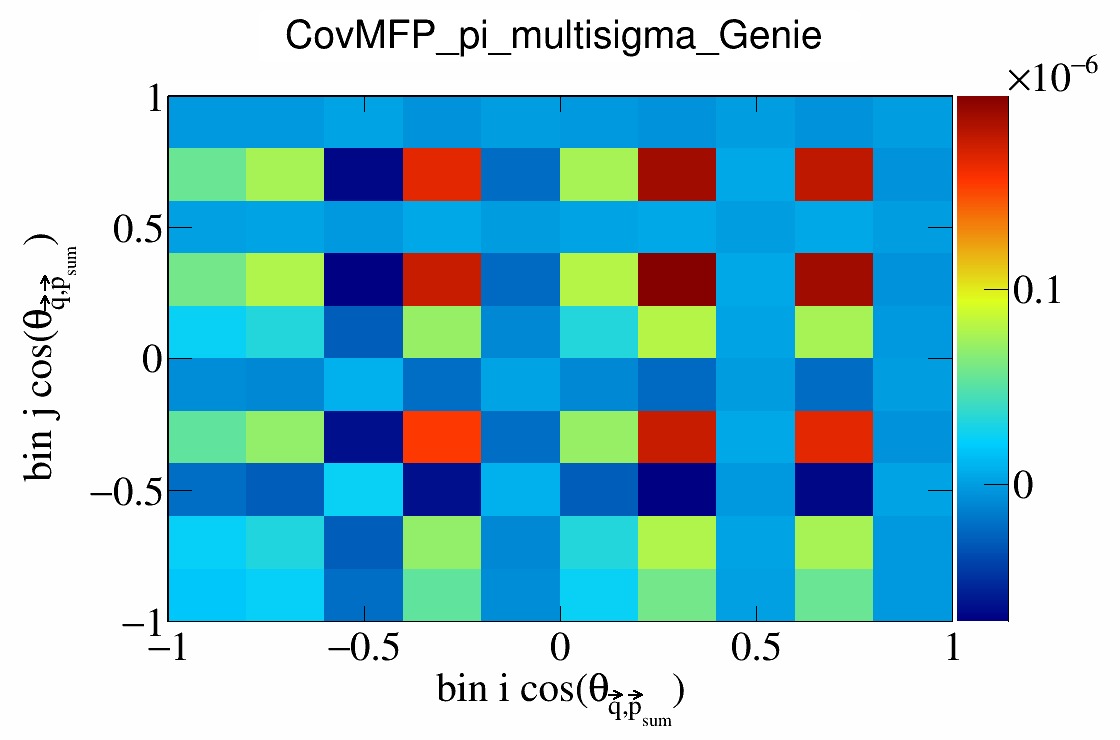 CovMFP_pi_multisigma_Genie
×10⁻⁶
1
0.5
0
−0.5
−1
bin j cos(θ q⃗,p⃗ sum )
0.1
0
−1 −0.5 0 0.5 1
bin i cos(θ q⃗,p⃗ sum )